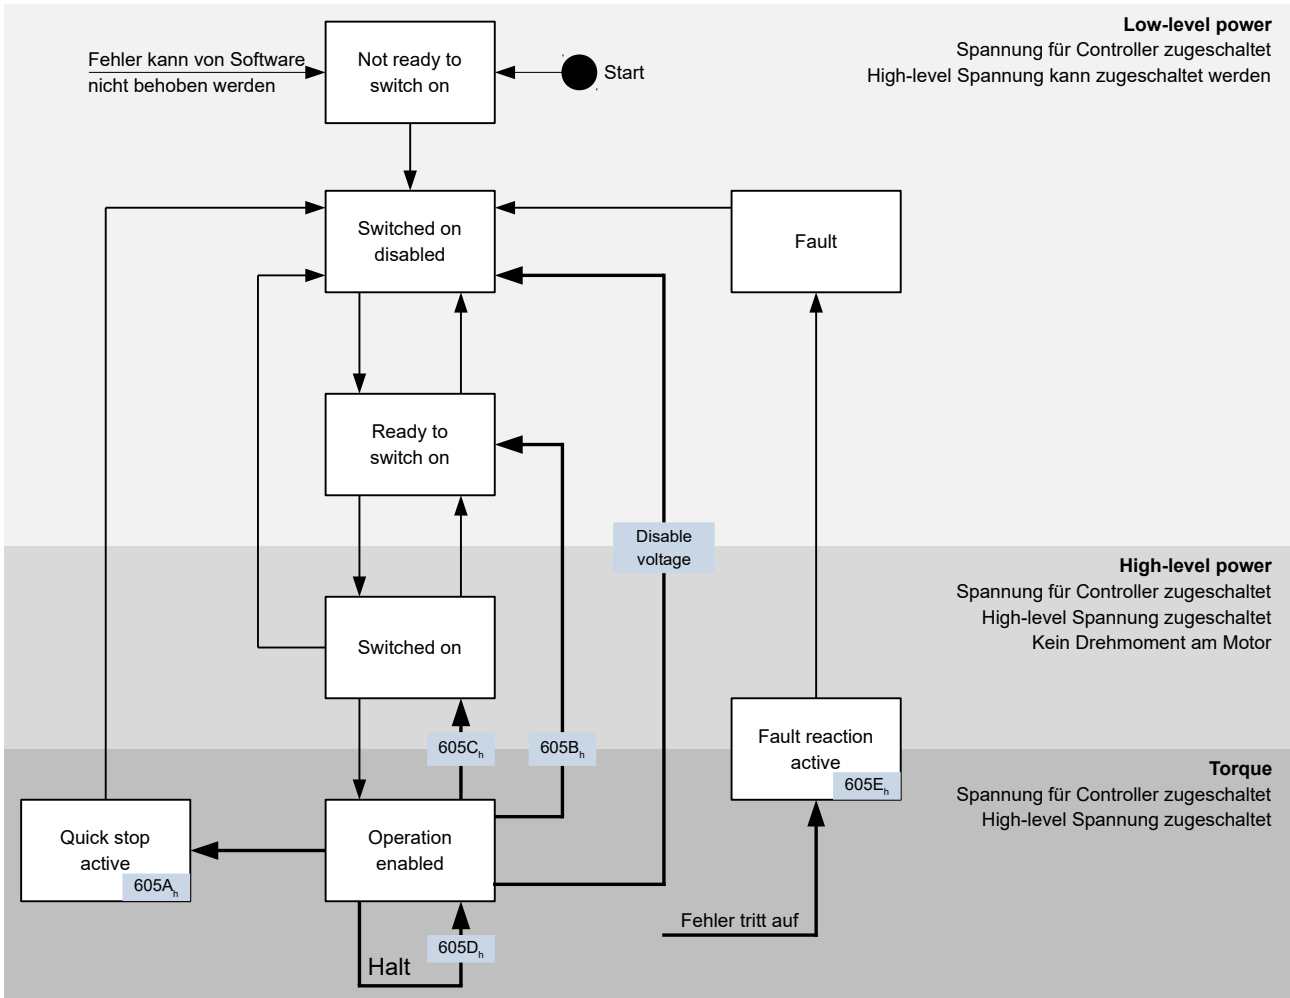 Low-level power
Spannung für Controller zugeschaltet
High-level Spannung kann zugeschaltet werden
Fehler kann von Software
nicht behoben werden
Not ready to
switch on
Start
Switched on
disabled
Fault
Ready to
switch on
Disable
voltage
High-level power
Spannung für Controller zugeschaltet
High-level Spannung zugeschaltet
Kein Drehmoment am Motor
Switched on
605Ch
605Bh
Fault reaction
active
605Eh
Torque
Spannung für Controller zugeschaltet
High-level Spannung zugeschaltet
Quick stop
active
605Ah
Operation
enabled
Fehler tritt auf
605Dh
Halt